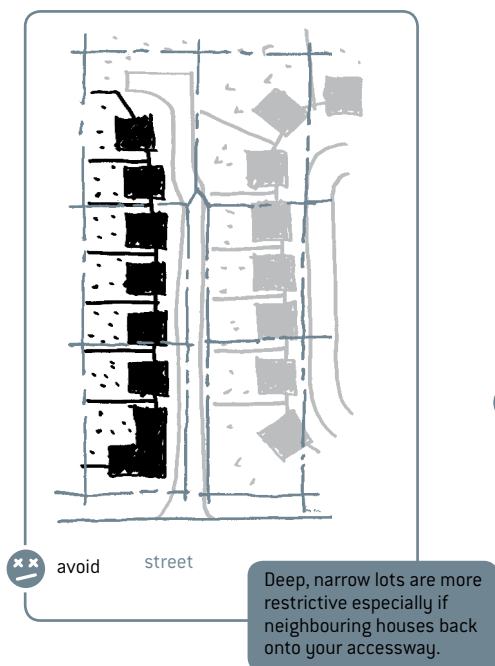 avoid
street
Deep, narrow lots are more
restrictive especially if
neighbouring houses back
onto your accessway.